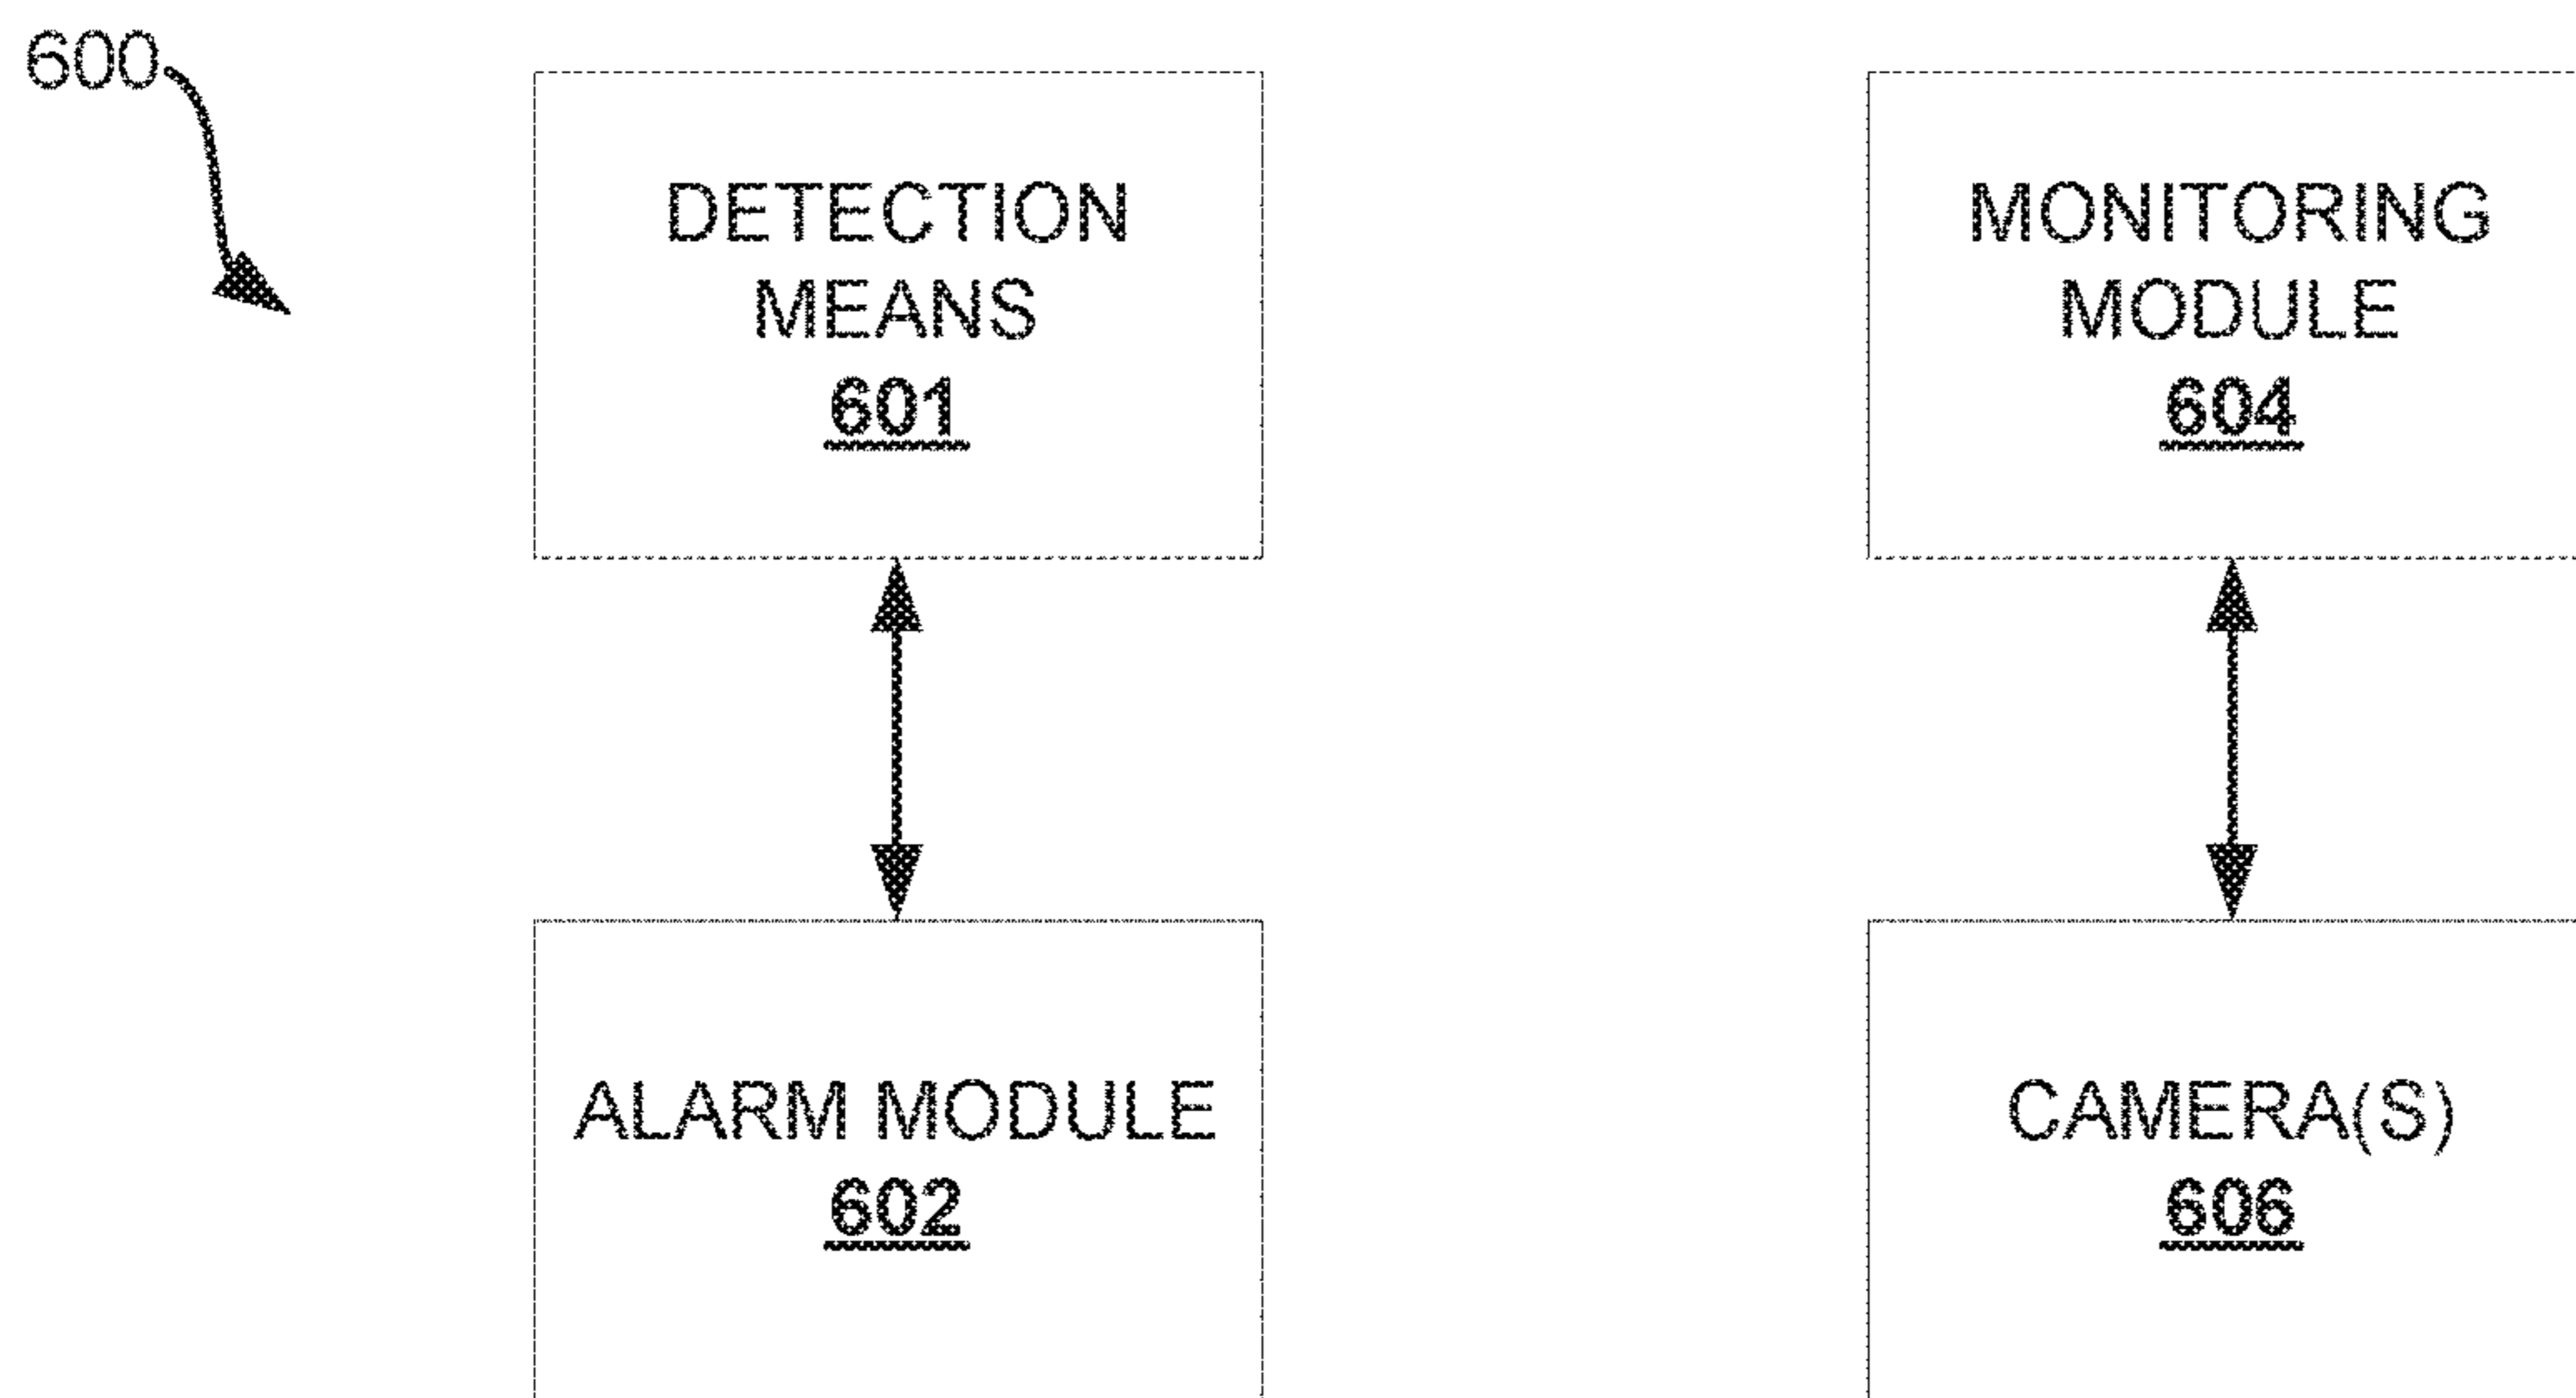 600
DETECTION
MEANS
601
MONITORING
MODULE
604
ALARM MODULE
602
CAMERA(S)
606